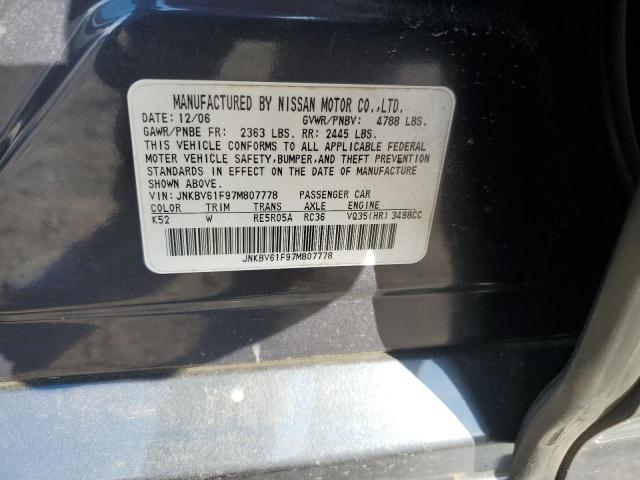 MANUFACTURED BY NISSAN MOTOR CO.,LTD.
DATE: 12/06 GVWR/PNBV: 4788 LBS.
GAWR/PNBE FR: 2363 LBS. RR: 2445 LBS.
THIS VEHICLE CONFORMS TO ALL APPLICABLE FEDERAL
MOTOR VEHICLE SAFETY,BUMPER,AND THEFT PREVENTION
STANDARDS IN EFFECT ON THE DATE OF MANUFACTURE
SHOWN ABOVE.
VIN: JNKBV61F97M807778 PASSENGER CAR
COLOR TRIM TRANS AXLE ENGINE
K52 W RE5R05A RC36 VQ35(HR) 3498CC
JNKBV61F97M807778